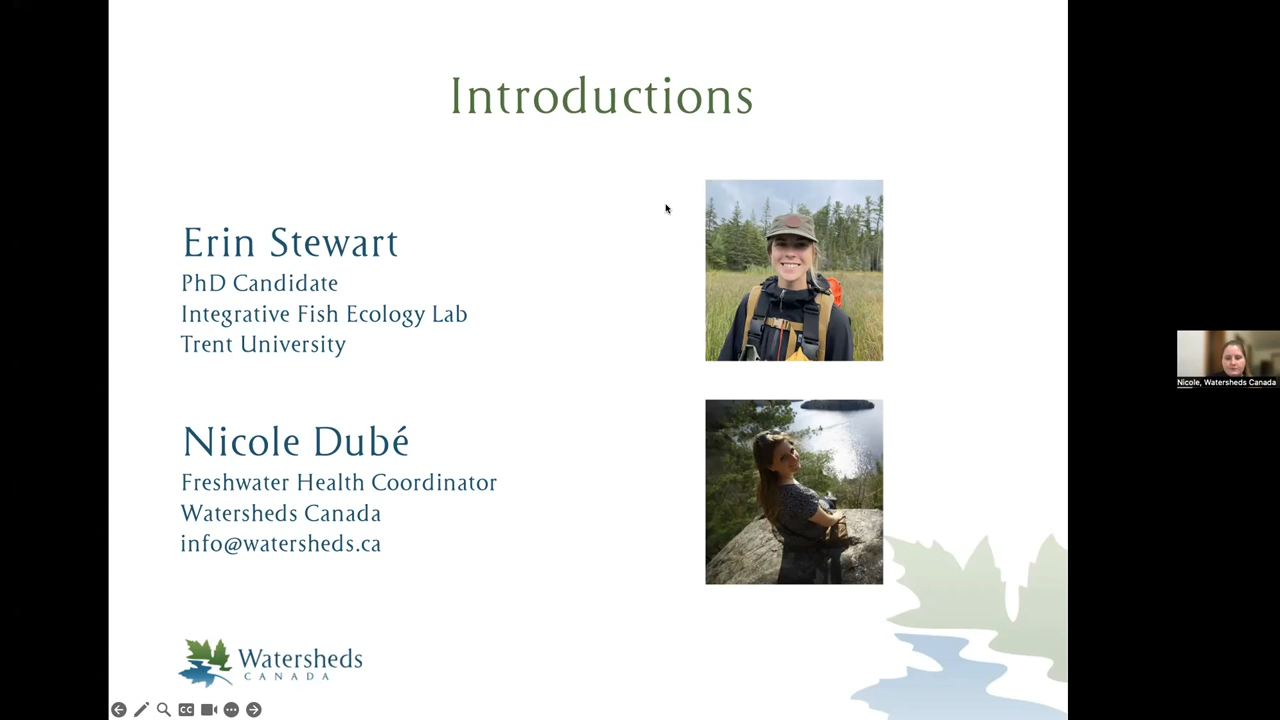 Introductions
Erin Stewart
PhD Candidate
Integrative Fish Ecology Lab
Trent University
Nicole Dubé
Freshwater Health Coordinator
Watersheds Canada
info@watersheds.ca
Watersheds
CANADA
CC
Nicole, Watersheds Canada